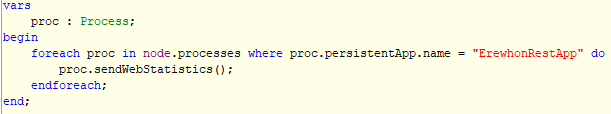 vars
    proc : Process;
begin
    foreach proc in node.processes where proc.persistentApp.name = "ErewhonRestApp" do
        proc.sendWebStatistics();
    endforeach;
end;